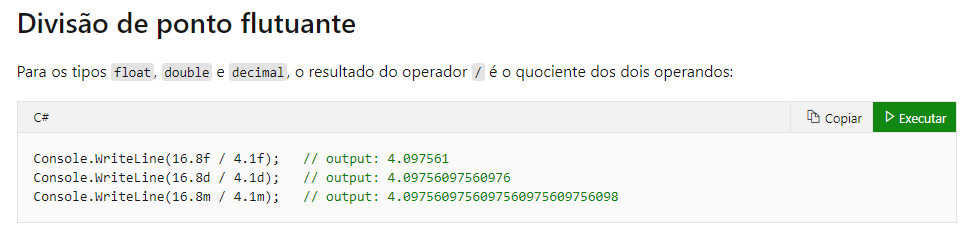 Divisão de ponto flutuante
Para os tipos float, double e decimal, o resultado do operador / é o quociente dos dois operandos:
C#
Copiar
Executar
Console.WriteLine(16.8f / 4.1f);   // output: 4.097561
Console.WriteLine(16.8d / 4.1d);   // output: 4.09756097560976
Console.WriteLine(16.8m / 4.1m);   // output: 4.0975609756097560975609756098